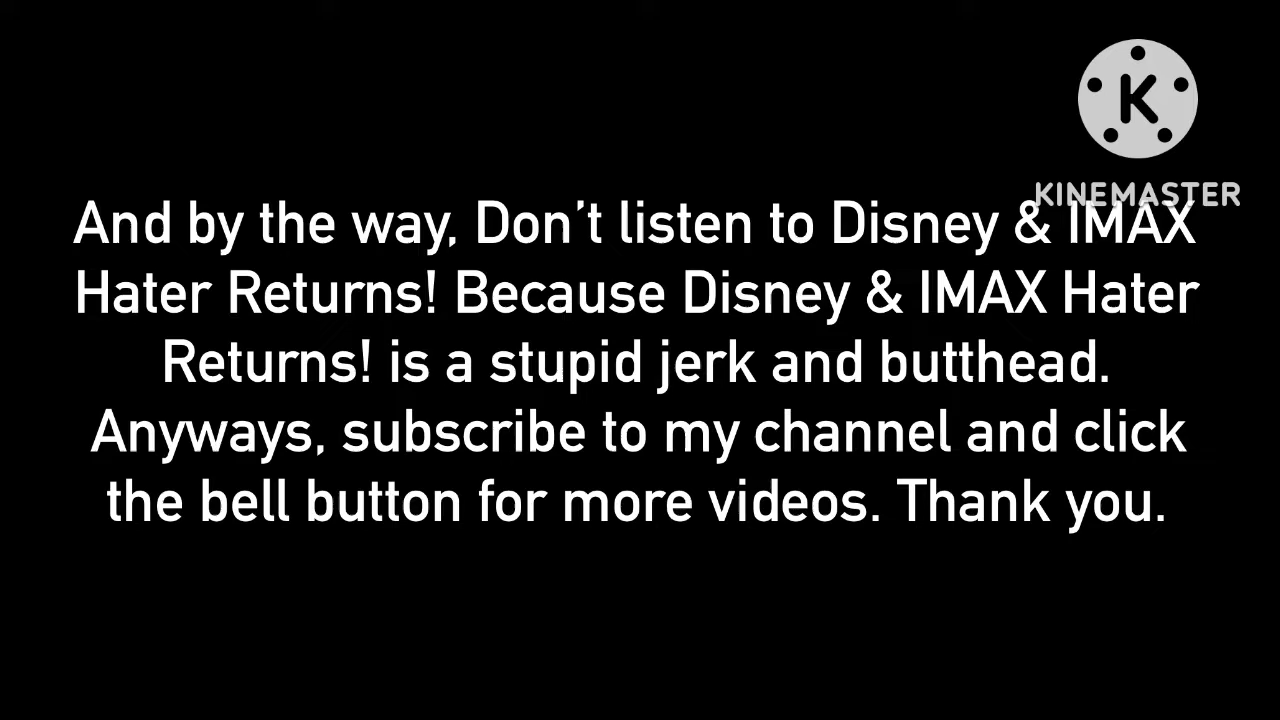 K
KINEMASTER
And by the way, Don’t listen to Disney & IMAX
Hater Returns! Because Disney & IMAX Hater
Returns! is a stupid jerk and butthead.
Anyways, subscribe to my channel and click
the bell button for more videos. Thank you.